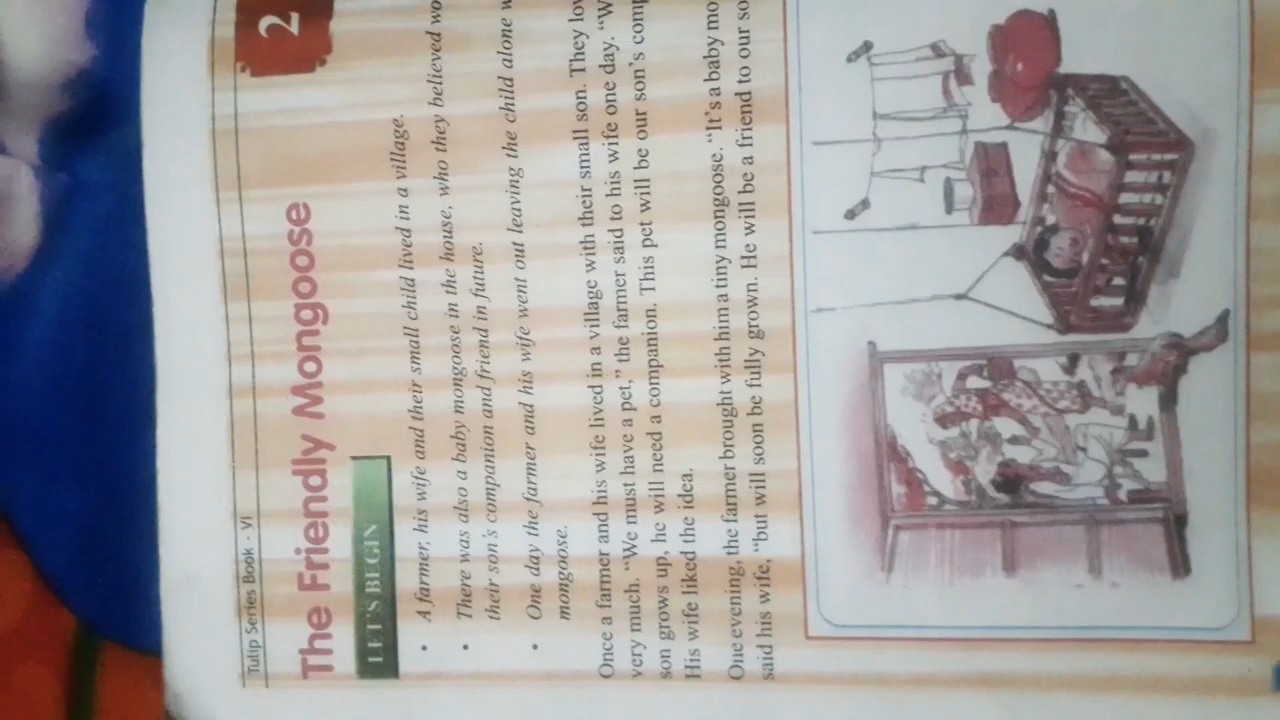 Tulip Series Book - VI
2
The Friendly Mongoose
LET'S BEGIN
• A farmer, his wife and their small child lived in a village.
• There was also a baby mongoose in the house, who they believed
their son's companion and friend in future.
• One day the farmer and his wife went out leaving the child alone
mongoose.
Once a farmer and his wife lived in a village with their small son. They
very much. “We must have a pet,” the farmer said to his wife one day.
son grows up, he will need a companion. This pet will be our son's
His wife liked the idea.
One evening, the farmer brought with him a tiny mongoose. “It's a baby
said his wife, “but will soon be fully grown. He will be a friend to our